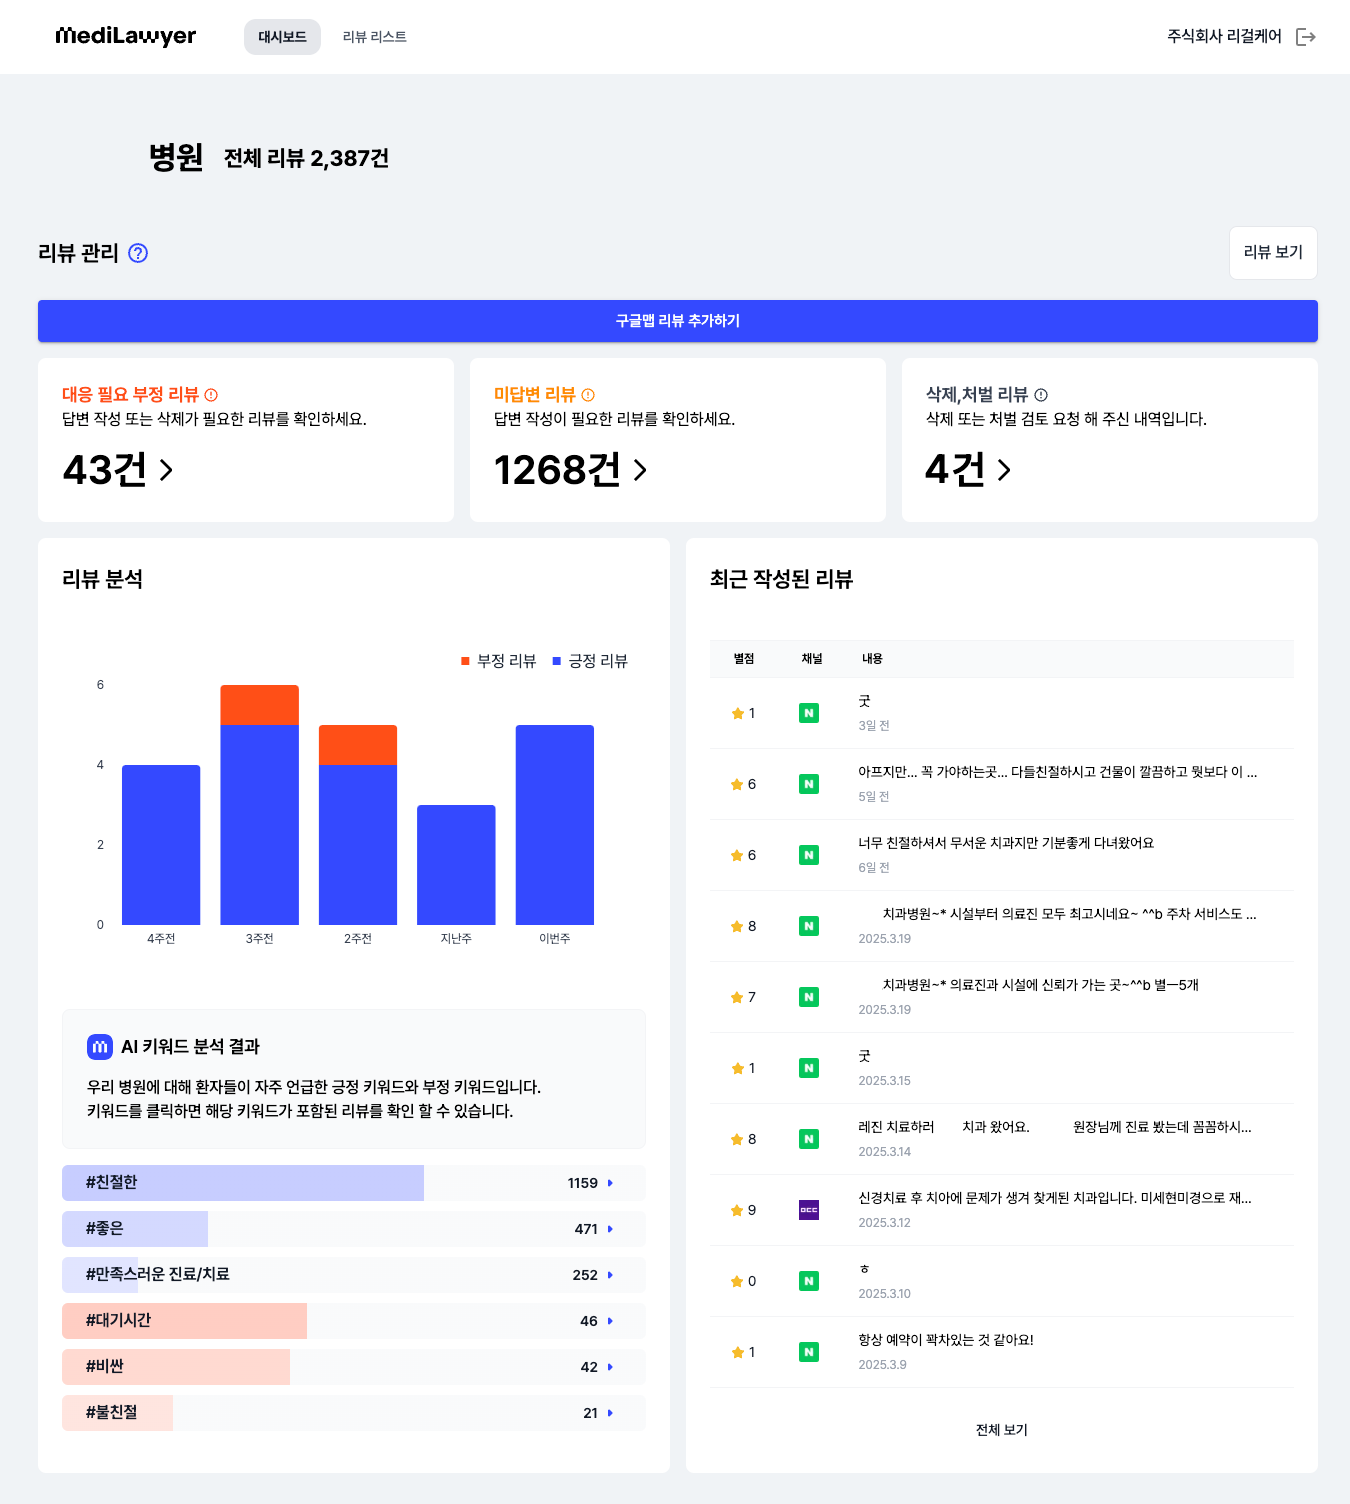 mediLawyer
대시보드
리뷰 리스트
주식회사 리걸케어
병원 전체 리뷰 2,387건
리뷰 관리
리뷰 보기
구글맵 리뷰 추가하기
대응 필요 부정 리뷰
답변 작성 또는 삭제가 필요한 리뷰를 확인하세요.
43건
미답변 리뷰
답변 작성이 필요한 리뷰를 확인하세요.
1268건
삭제,처벌 리뷰
삭제 또는 처벌 검토 요청 해 주신 내역입니다.
4건
리뷰 분석
부정 리뷰 긍정 리뷰
6
4
2
0
4주전 3주전 2주전 지난주 이번주
AI 키워드 분석 결과
우리 병원에 대해 환자들이 자주 언급한 긍정 키워드와 부정 키워드입니다.
키워드를 클릭하면 해당 키워드가 포함된 리뷰를 확인 할 수 있습니다.
#친절한 1159
#좋은 471
#만족스러운 진료/치료 252
#대기시간 46
#비싼 42
#불친절 21
최근 작성된 리뷰
별점 채널 내용
1 N 굿
3일 전
6 N 아프지만... 꼭 가야하는곳... 다들친절하시고 건물이 깔끔하고 뭣보다 이 ...
5일 전
6 N 너무 친절하셔서 무서운 치과지만 기분좋게 다녀왔어요
6일 전
8 N 치과병원~* 시설부터 의료진 모두 최고시네요~ ^^b 주차 서비스도 ...
2025.3.19
7 N 치과병원~* 의료진과 시설에 신뢰가 가는 곳~^^b 별ㅡ5개
2025.3.19
1 N 굿
2025.3.15
8 N 레진 치료하러 치과 왔어요. 원장님께 진료 봤는데 꼼꼼하시...
2025.3.14
9 신경치료 후 치아에 문제가 생겨 찾게된 치과입니다. 미세현미경으로 재...
2025.3.12
0 N ㅎ
2025.3.10
1 N 항상 예약이 꽉차있는 것 같아요!
2025.3.9
전체 보기